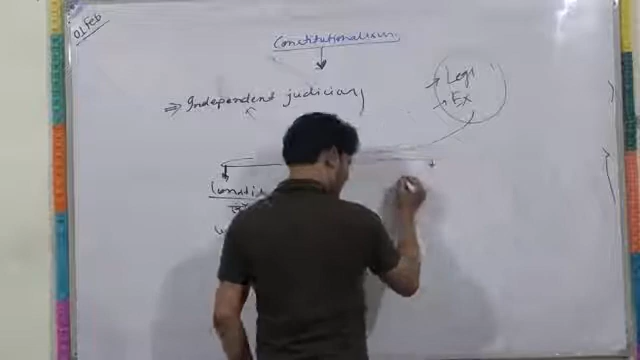 01 Feb
Constitutionalism
Legi
Ex
⇒ Independent judiciary